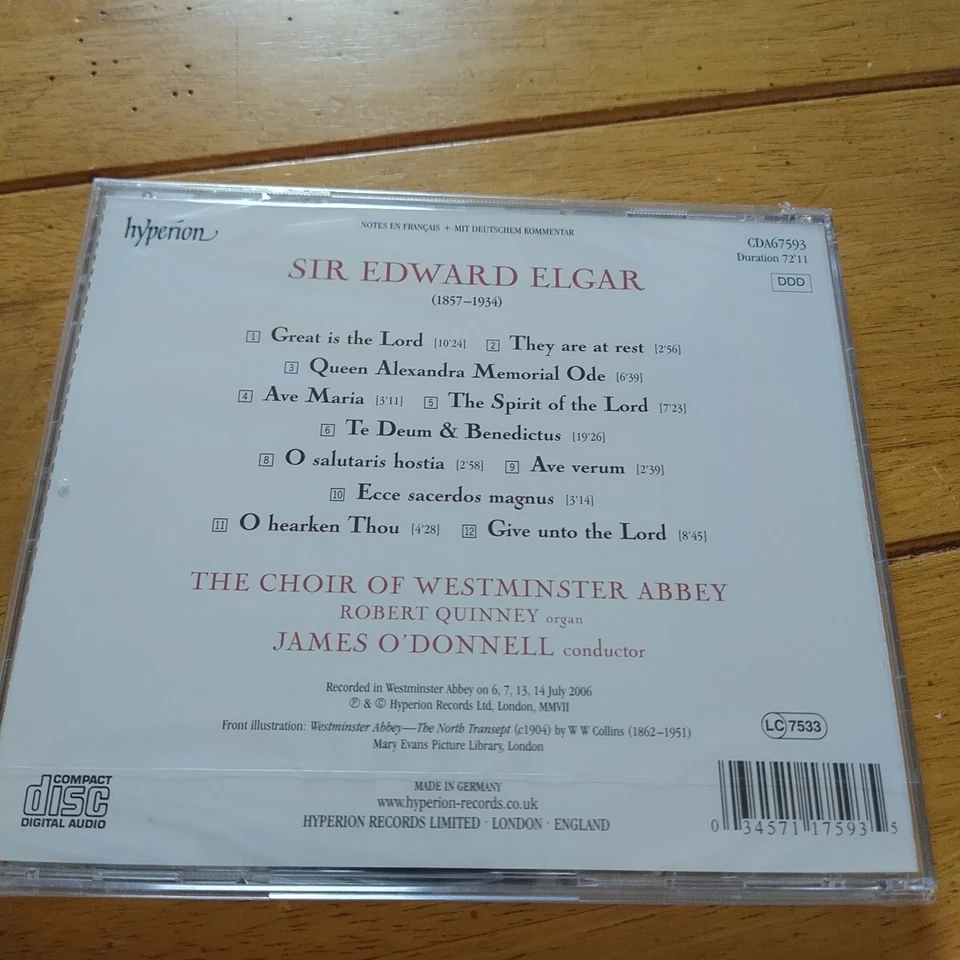 hyperion
NOTES EN FRANÇAIS + MIT DEUTSCHEM KOMMENTAR
CDA67593
Duration 72'11
DDD
SIR EDWARD ELGAR
(1857–1934)
1 Great is the Lord [10'24] 2 They are at rest [2'56]
3 Queen Alexandra Memorial Ode [6'39]
4 Ave Maria [3'11] 5 The Spirit of the Lord [7'23]
6 Te Deum & Benedictus [19'26]
8 O salutaris hostia [2'58] 9 Ave verum [2'39]
10 Ecce sacerdos magnus [3'14]
11 O hearken Thou [4'28] 12 Give unto the Lord [8'45]
THE CHOIR OF WESTMINSTER ABBEY
ROBERT QUINNEY organ
JAMES O'DONNELL conductor
Recorded in Westminster Abbey on 6, 7, 13, 14 July 2006
℗ & © Hyperion Records Ltd, London, MMVII
Front illustration: Westminster Abbey—The North Transept (c1904) by W W Collins (1862–1951)
Mary Evans Picture Library, London
LC 7533
COMPACT
disc
DIGITAL AUDIO
MADE IN GERMANY
www.hyperion-records.co.uk
HYPERION RECORDS LIMITED · LONDON · ENGLAND
0 34571 17593 5